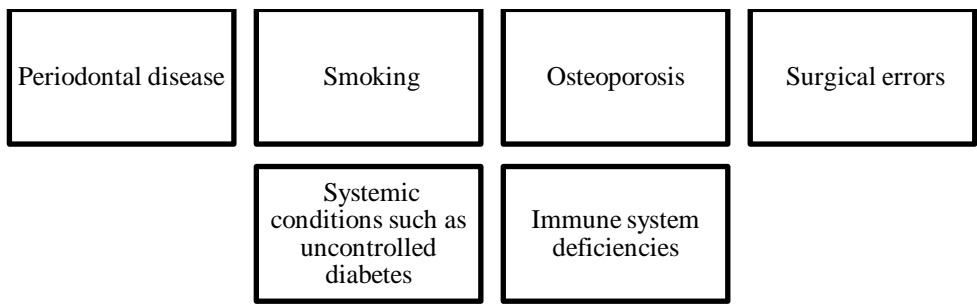 Periodontal disease
Smoking
Osteoporosis
Surgical errors
Systemic
conditions such as
uncontrolled
diabetes
Immune system
deficiencies